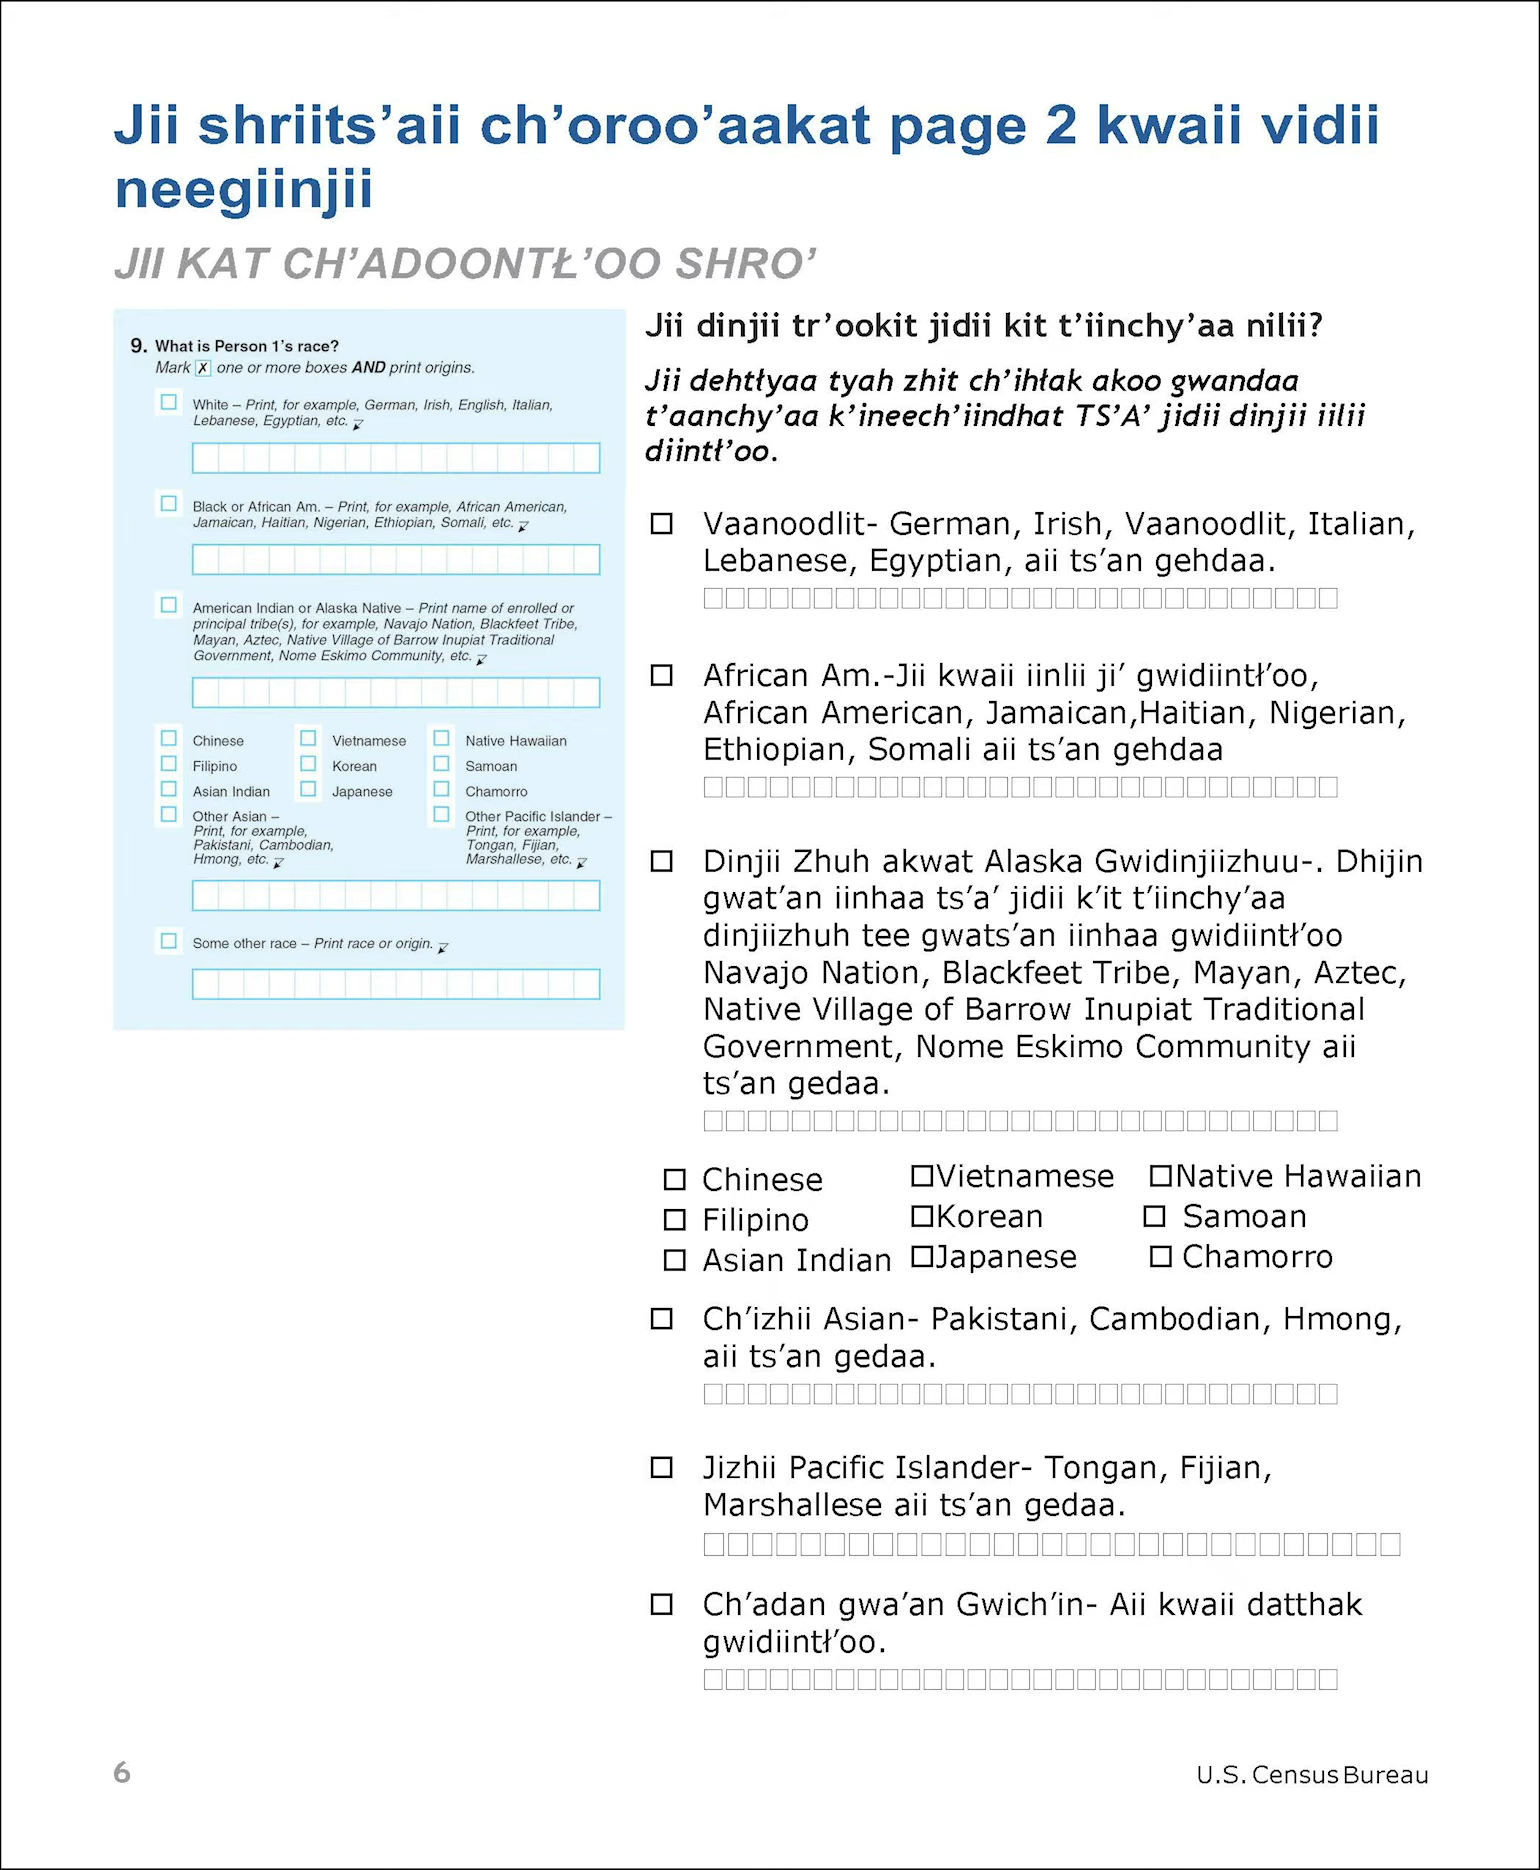 Jii shriits’aii ch’oroo’aakat page 2 kwaii vidii
neegiinjii
JII KAT CH’ADOONTŁ’OO SHRO’
9. What is Person 1’s race?
Mark X one or more boxes AND print origins.
White – Print, for example, German, Irish, English, Italian,
Lebanese, Egyptian, etc.
Black or African Am. – Print, for example, African American,
Jamaican, Haitian, Nigerian, Ethiopian, Somali, etc.
American Indian or Alaska Native – Print name of enrolled or
principal tribe(s), for example, Navajo Nation, Blackfeet Tribe,
Mayan, Aztec, Native Village of Barrow Inupiat Traditional
Government, Nome Eskimo Community, etc.
Chinese Vietnamese Native Hawaiian
Filipino Korean Samoan
Asian Indian Japanese Chamorro
Other Asian –
Print, for example,
Pakistani, Cambodian,
Hmong, etc.
Other Pacific Islander –
Print, for example,
Tongan, Fijian,
Marshallese, etc.
Some other race – Print race or origin.
Jii dinjii tr’ookit jidii kit t’iinchy’aa nilii?
Jii dehtłyaa tyah zhit ch’ihłak akoo gwandaa
t’aanchy’aa k’ineech’iindhat TS’A’ jidii dinjii iilii
diintł’oo.
Vaanoodlit- German, Irish, Vaanoodlit, Italian,
Lebanese, Egyptian, aii ts’an gehdaa.
African Am.-Jii kwaii iinlii ji’ gwidiintł’oo,
African American, Jamaican,Haitian, Nigerian,
Ethiopian, Somali aii ts’an gehdaa
Dinjii Zhuh akwat Alaska Gwidinjiizhuu-. Dhijin
gwat’an iinhaa ts’a’ jidii k’it t’iinchy’aa
dinjiizhuh tee gwats’an iinhaa gwidiintł’oo
Navajo Nation, Blackfeet Tribe, Mayan, Aztec,
Native Village of Barrow Inupiat Traditional
Government, Nome Eskimo Community aii
ts’an gedaa.
Chinese Vietnamese Native Hawaiian
Filipino Korean Samoan
Asian Indian Japanese Chamorro
Ch’izhii Asian- Pakistani, Cambodian, Hmong,
aii ts’an gedaa.
Jizhii Pacific Islander- Tongan, Fijian,
Marshallese aii ts’an gedaa.
Ch’adan gwa’an Gwich’in- Aii kwaii datthak
gwidiintł’oo.
6
U.S. Census Bureau